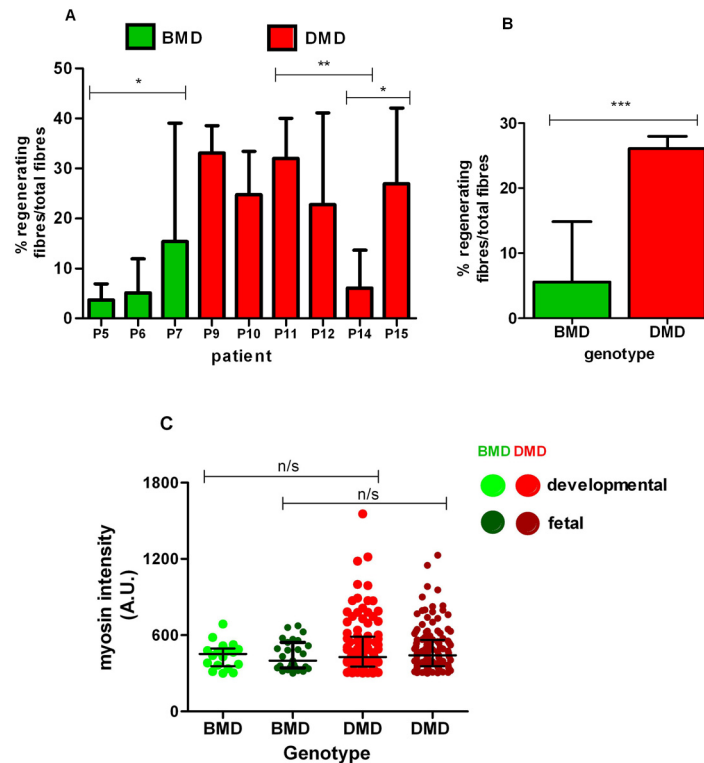 A
BMD
DMD
% regenerating
fibres/total fibres
50
40
30
20
10
0
*
**
*
P5 P6 P7 P9 P10 P11 P12 P14 P15
patient
B
% regenerating
fibres/total fibres
30
20
10
0
***
BMD DMD
genotype
C
myosin intensity
(A.U.)
1800
1200
600
0
n/s
n/s
BMD BMD DMD DMD
Genotype
BMD DMD
developmental
fetal